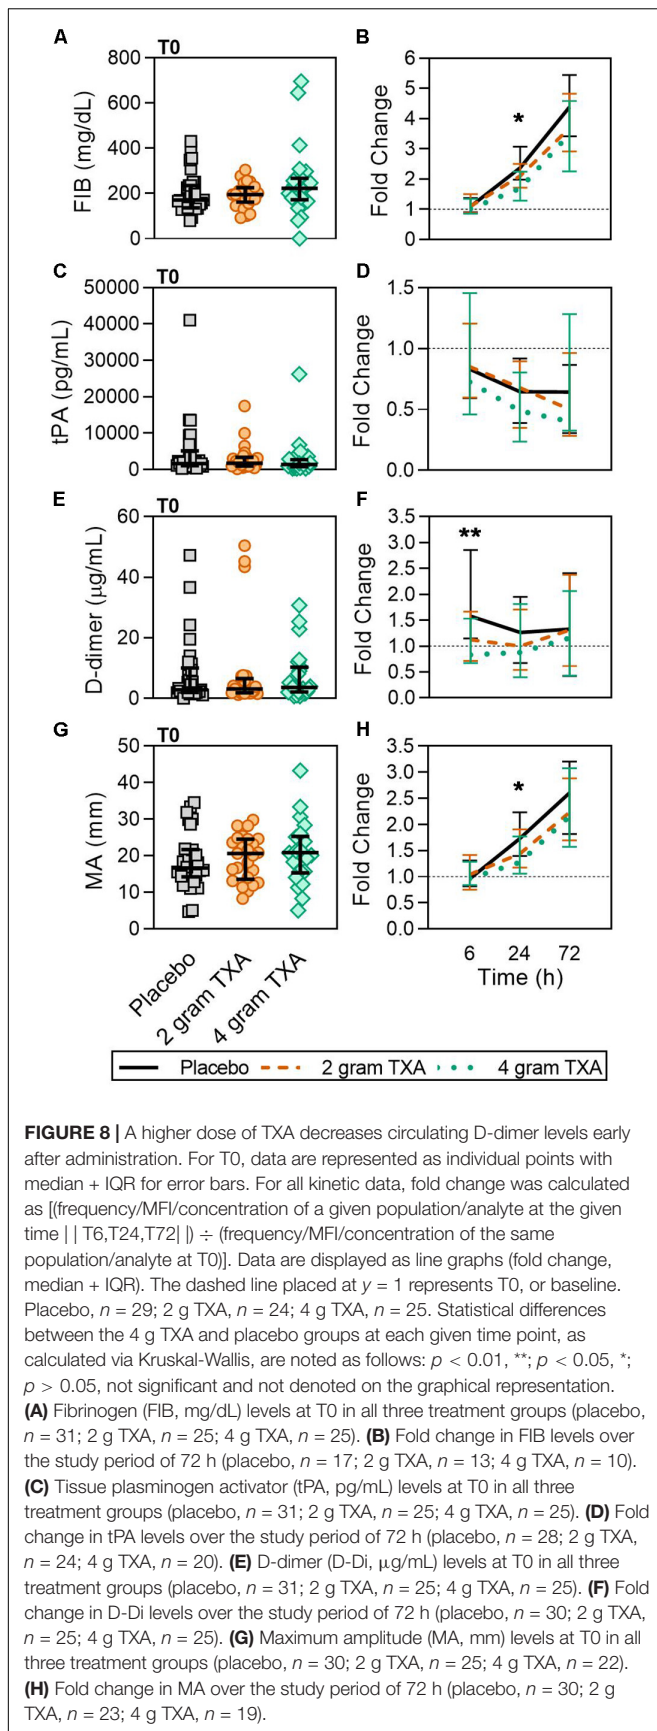 A
T0
800
600
400
200
0
FIB (mg/dL)
B
6
5
4
3
2
1
0
Fold Change
*
C
T0
50000
40000
30000
20000
10000
0
tPA (pg/mL)
D
1.5
1.0
0.5
0.0
Fold Change
E
T0
60
40
20
0
D-dimer (μg/mL)
F
3.5
3.0
2.5
2.0
1.5
1.0
0.5
0.0
Fold Change
**
G
T0
50
40
30
20
10
0
MA (mm)
Placebo
2 gram TXA
4 gram TXA
H
3.5
3.0
2.5
2.0
1.5
1.0
0.5
0.0
Fold Change
*
6 24 72
Time (h)
Placebo 2 gram TXA 4 gram TXA
FIGURE 8 | A higher dose of TXA decreases circulating D-dimer levels early
after administration. For T0, data are represented as individual points with
median + IQR for error bars. For all kinetic data, fold change was calculated
as [(frequency/MFI/concentration of a given population/analyte at the given
time | | T6,T24,T72| |) ÷ (frequency/MFI/concentration of the same
population/analyte at T0)]. Data are displayed as line graphs (fold change,
median + IQR). The dashed line placed at y = 1 represents T0, or baseline.
Placebo, n = 29; 2 g TXA, n = 24; 4 g TXA, n = 25. Statistical differences
between the 4 g TXA and placebo groups at each given time point, as
calculated via Kruskal-Wallis, are noted as follows: p < 0.01, **; p < 0.05, *;
p > 0.05, not significant and not denoted on the graphical representation.
(A) Fibrinogen (FIB, mg/dL) levels at T0 in all three treatment groups (placebo,
n = 31; 2 g TXA, n = 25; 4 g TXA, n = 25). (B) Fold change in FIB levels over
the study period of 72 h (placebo, n = 17; 2 g TXA, n = 13; 4 g TXA, n = 10).
(C) Tissue plasminogen activator (tPA, pg/mL) levels at T0 in all three
treatment groups (placebo, n = 31; 2 g TXA, n = 25; 4 g TXA, n = 25). (D) Fold
change in tPA levels over the study period of 72 h (placebo, n = 28; 2 g TXA,
n = 24; 4 g TXA, n = 20). (E) D-dimer (D-Di, μg/mL) levels at T0 in all three
treatment groups (placebo, n = 31; 2 g TXA, n = 25; 4 g TXA, n = 25). (F) Fold
change in D-Di levels over the study period of 72 h (placebo, n = 30; 2 g TXA,
n = 25; 4 g TXA, n = 25). (G) Maximum amplitude (MA, mm) levels at T0 in all
three treatment groups (placebo, n = 30; 2 g TXA, n = 25; 4 g TXA, n = 22).
(H) Fold change in MA over the study period of 72 h (placebo, n = 30; 2 g
TXA, n = 23; 4 g TXA, n = 19).